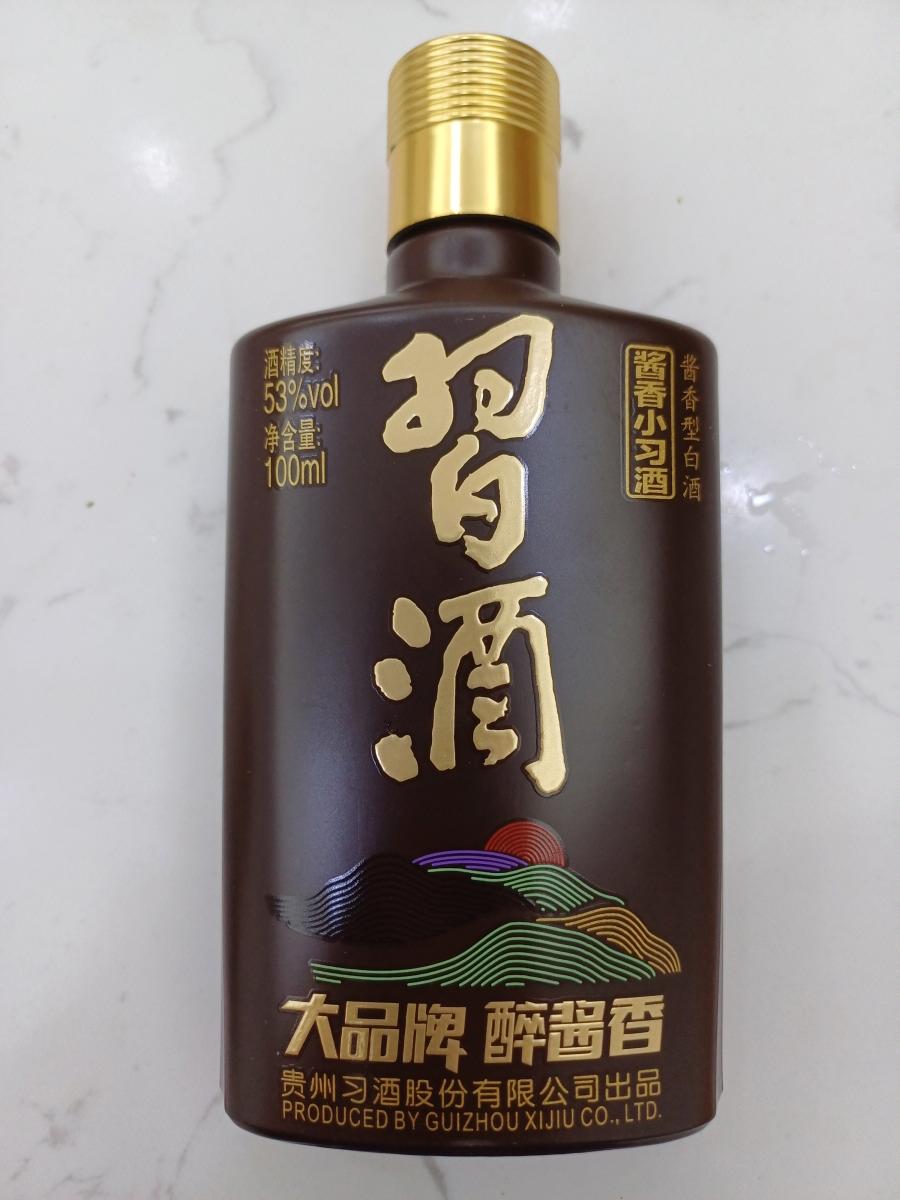 酒精度:
53%vol
净含量:
100ml
習酒
酱香小习酒
酱香型白酒
大品牌 醉酱香
贵州习酒股份有限公司出品
PRODUCED BY GUIZHOU XIJIU CO., LTD.